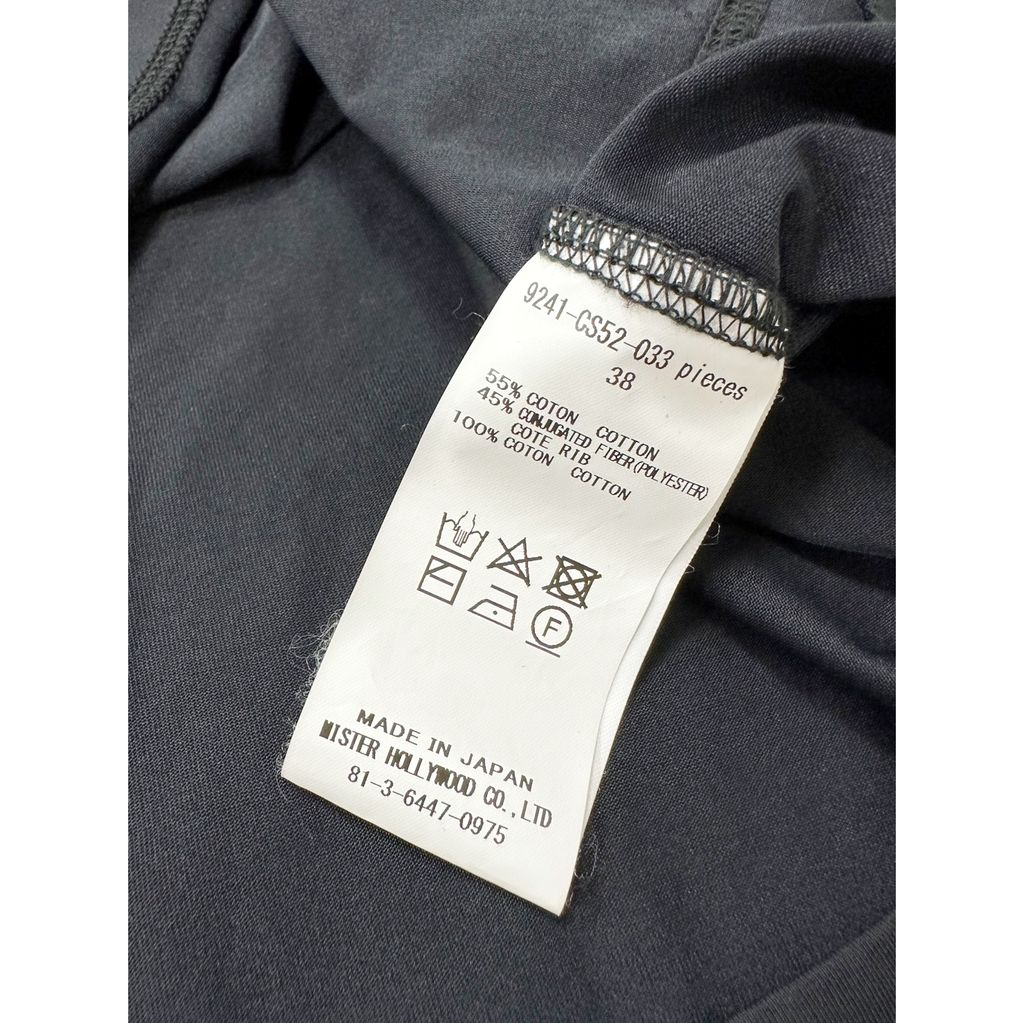 9241-CS52-033 pieces
38
55% COTON COTTON
45% CONJUGATED FIBER(POLYESTER)
COTE RIB
100% COTON COTTON
F
MADE IN JAPAN
MISTER HOLLYWOOD CO.,LTD
81-3-6447-0975